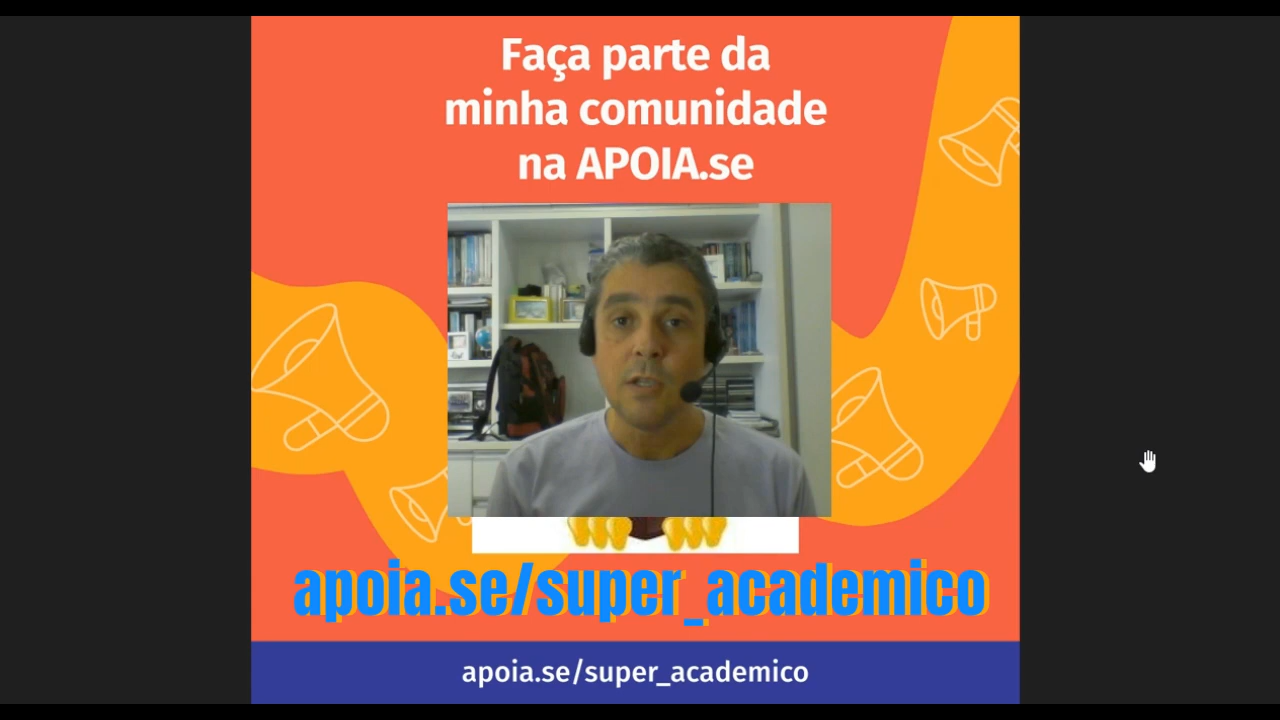 Faça parte da
minha comunidade
na APOIA.se
apoia.se/super_academico
apoia.se/super_academico